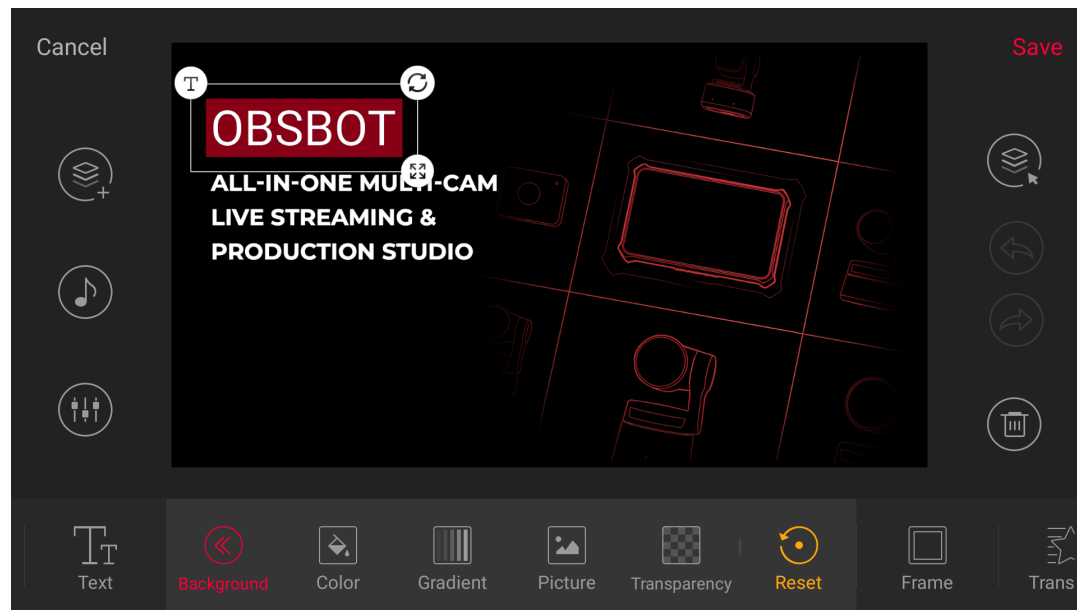 Cancel
Save
T
OBSBOT
ALL-IN-ONE MULTI-CAM
LIVE STREAMING &
PRODUCTION STUDIO
Text
Background
Color
Gradient
Picture
Transparency
Reset
Frame
Trans